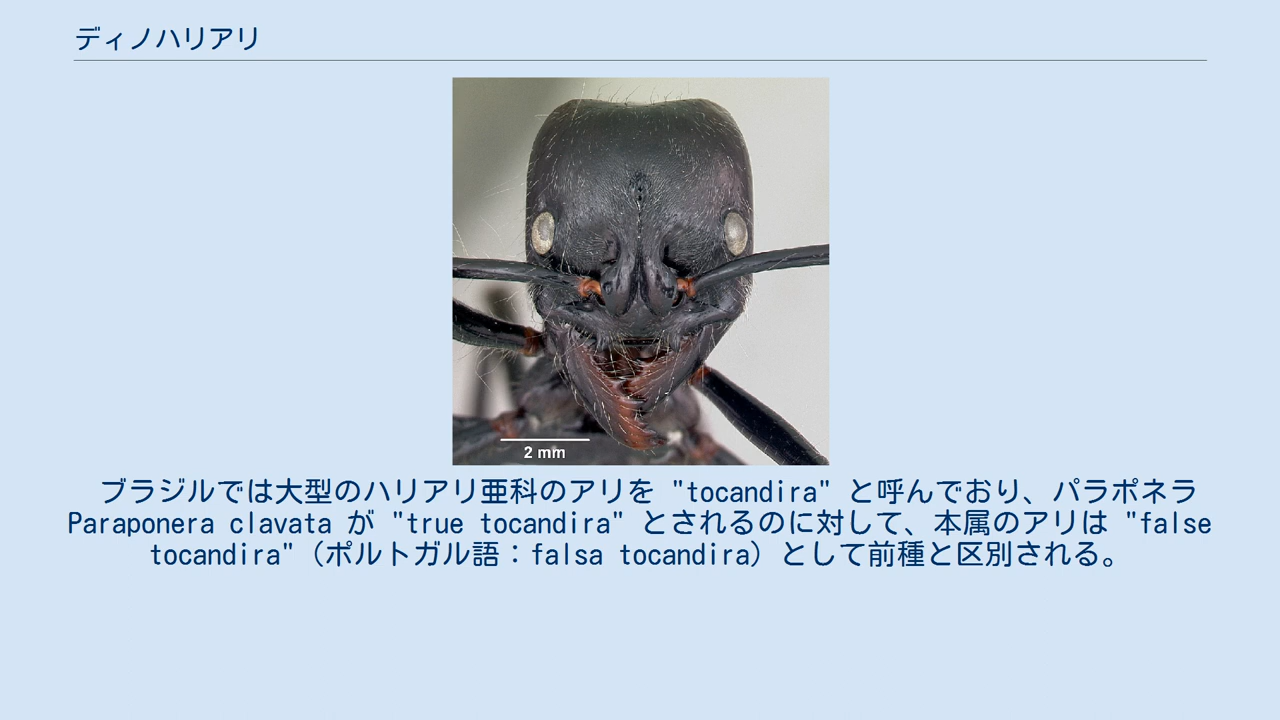 ディノハリアリ
2 mm
ブラジルでは大型のハリアリ亜科のアリを "tocandira" と呼んでおり、パラポネラ
Paraponera clavata が "true tocandira" とされるのに対して、本属のアリは "false
tocandira"（ポルトガル語：falsa tocandira）として前種と区別される。